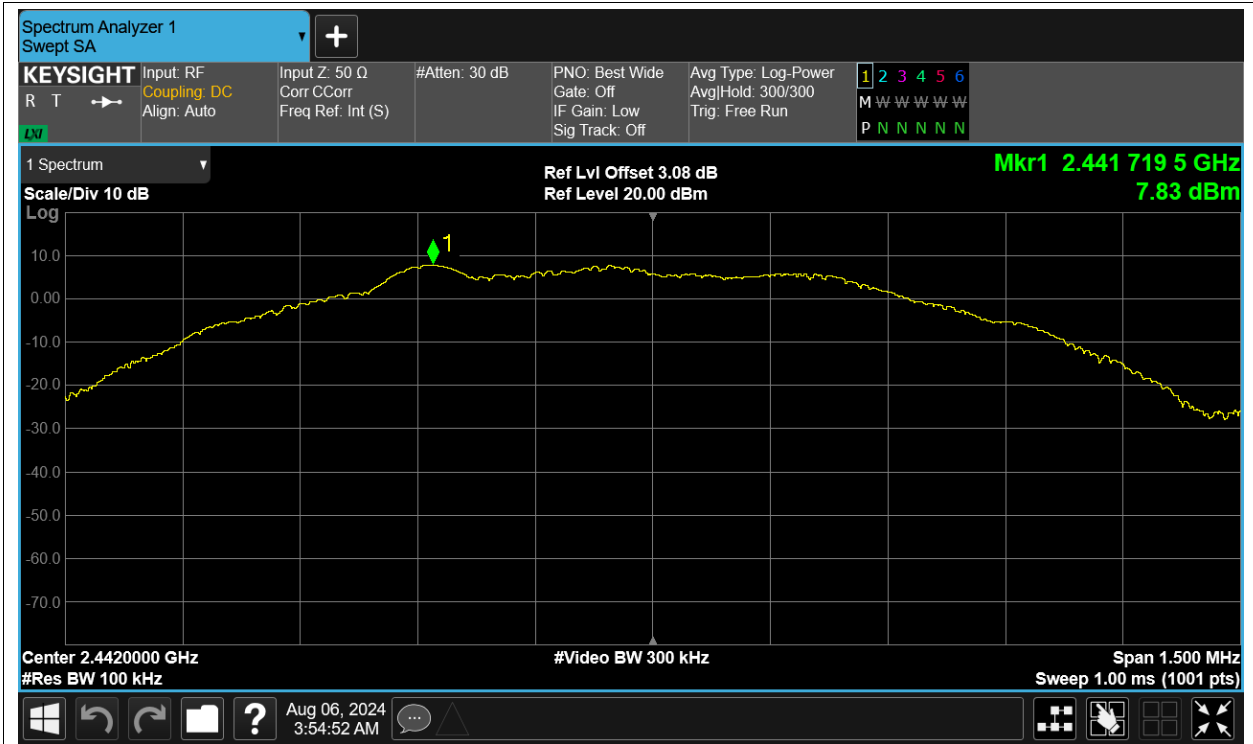 Spectrum Analyzer 1
Swept SA
KEYSIGHT
R T
LXI
Input: RF
Coupling: DC
Align: Auto
Input Z: 50 Ω
Corr CCorr
Freq Ref: Int (S)
#Atten: 30 dB
PNO: Best Wide
Gate: Off
IF Gain: Low
Sig Track: Off
Avg Type: Log-Power
Avg|Hold: 300/300
Trig: Free Run
1 2 3 4 5 6
M W W W W W
P N N N N N
1 Spectrum
Scale/Div 10 dB
Log
Ref Lvl Offset 3.08 dB
Ref Level 20.00 dBm
Mkr1 2.441 719 5 GHz
7.83 dBm
1
10.0
0.00
-10.0
-20.0
-30.0
-40.0
-50.0
-60.0
-70.0
Center 2.4420000 GHz
#Res BW 100 kHz
#Video BW 300 kHz
Span 1.500 MHz
Sweep 1.00 ms (1001 pts)
?
Aug 06, 2024
3:54:52 AM